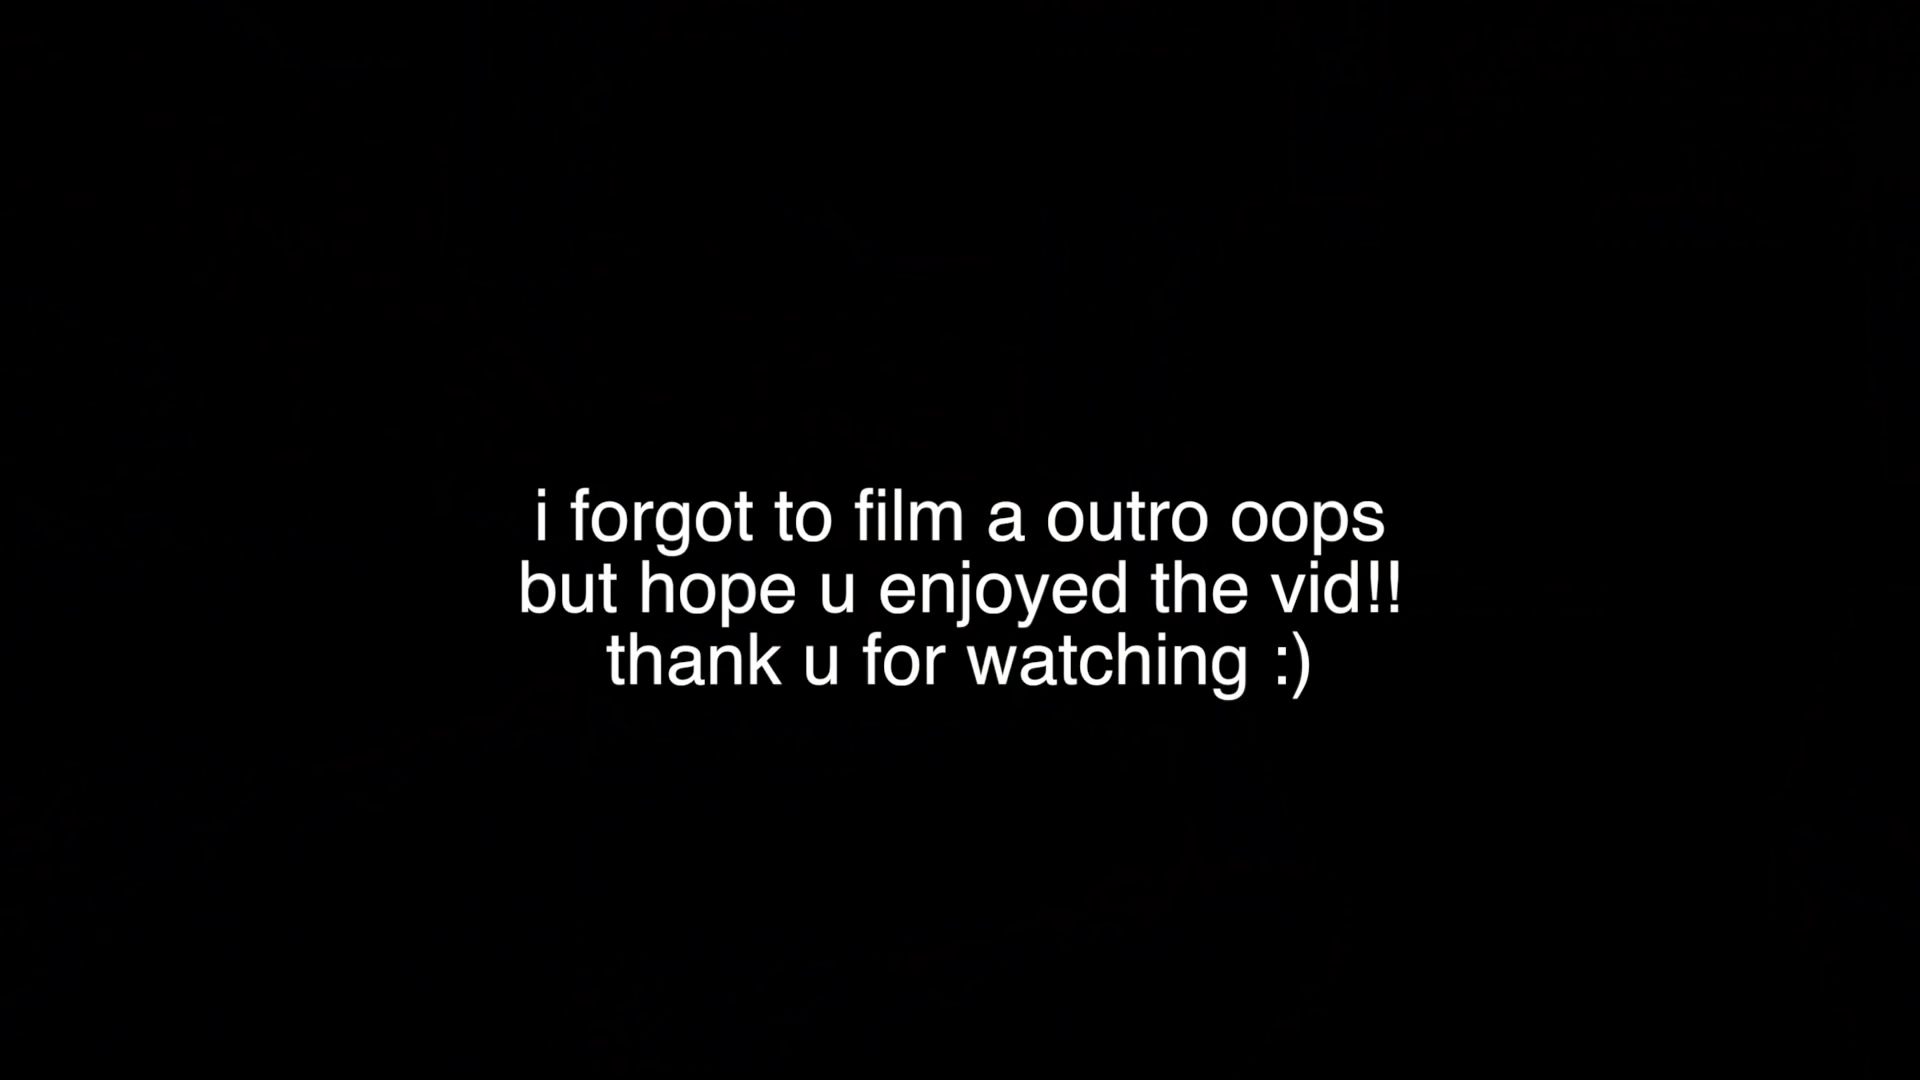 i forgot to film a outro oops
but hope u enjoyed the vid!!
thank u for watching :)